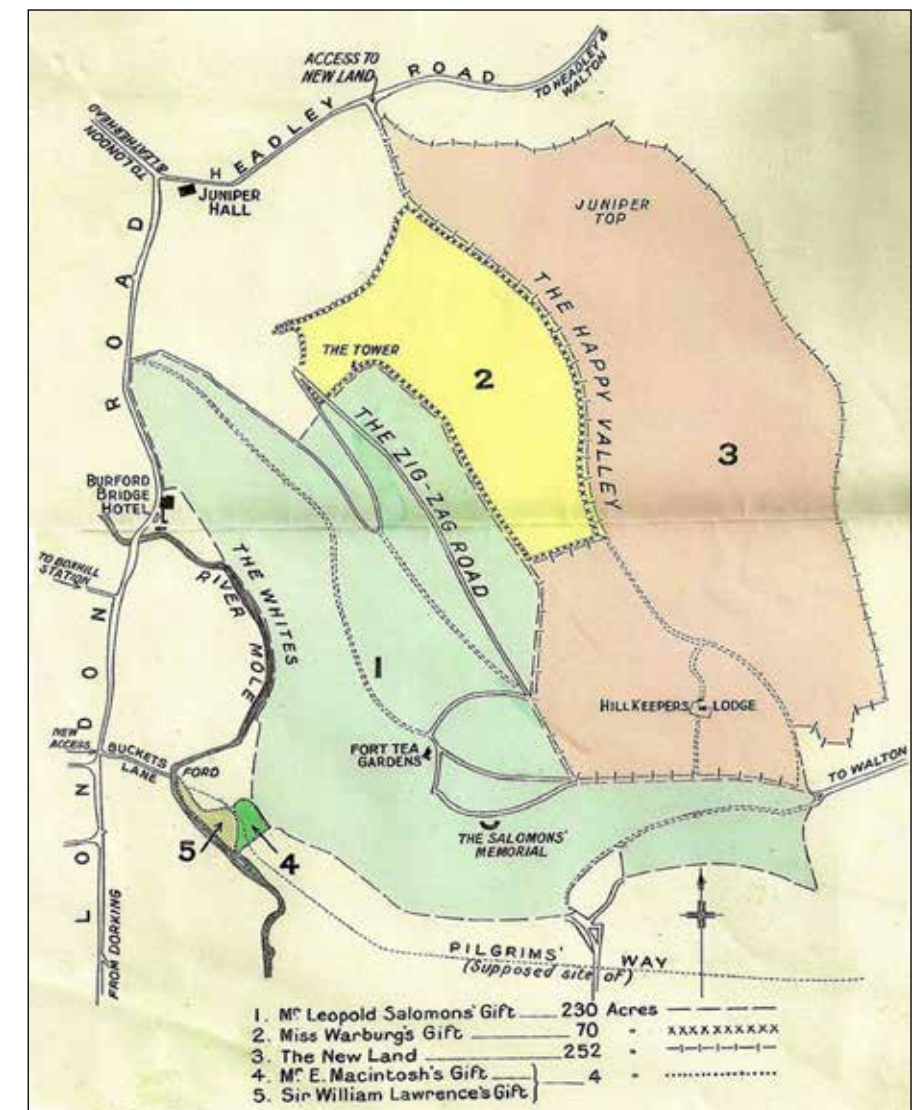 ACCESS TO
NEW LAND
HEADLEY ROAD
TO HEADLEY &
WALTON
TO LONDON
& LEATHERHEAD
JUNIPER
HALL
JUNIPER
TOP
THE HAPPY VALLEY
THE TOWER
2
THE ZIG-ZAG ROAD
3
BURFORD
BRIDGE
HOTEL
TO BOXHILL
STATION
THE WHITES
RIVER MOLE
LONDON ROAD
1
HILLKEEPERS LODGE
NEW
ACCESS
BUCKETS
LANE
FORD
FORT TEA
GARDENS
TO WALTON
THE SALOMONS'
MEMORIAL
5
4
FROM DORKING
PILGRIMS' WAY
(Supposed site of)
1. Mr Leopold Salomons' Gift 230 Acres
2. Miss Warburg's Gift 70 "
3. The New Land 252 "
4. Mr E. Macintosh's Gift 4 "
5. Sir William Lawrence's Gift